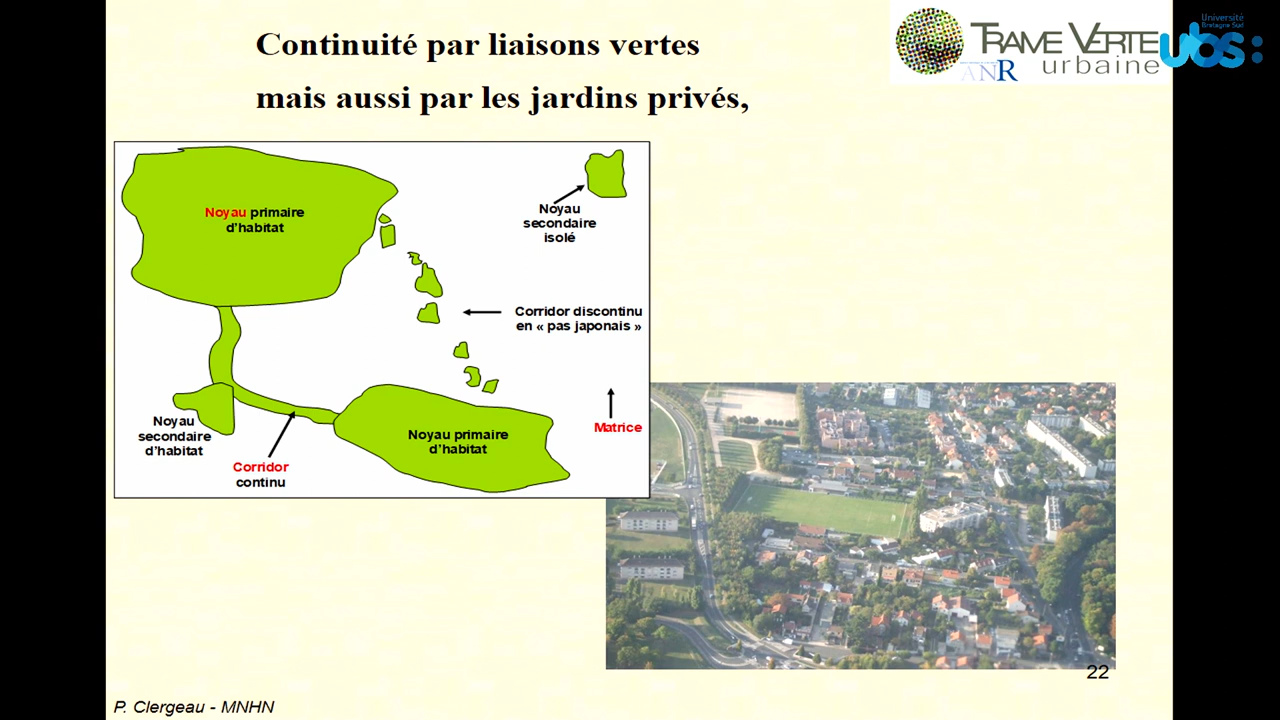 Continuité par liaisons vertes
mais aussi par les jardins privés,
TRAME VERTE
urbaine
ANR
Université
Bretagne Sud
ubs:
Noyau primaire
d'habitat
Noyau
secondaire
isolé
Corridor discontinu
en « pas japonais »
Matrice
Noyau
secondaire
d'habitat
Corridor
continu
Noyau primaire
d'habitat
22
P. Clergeau - MNHN